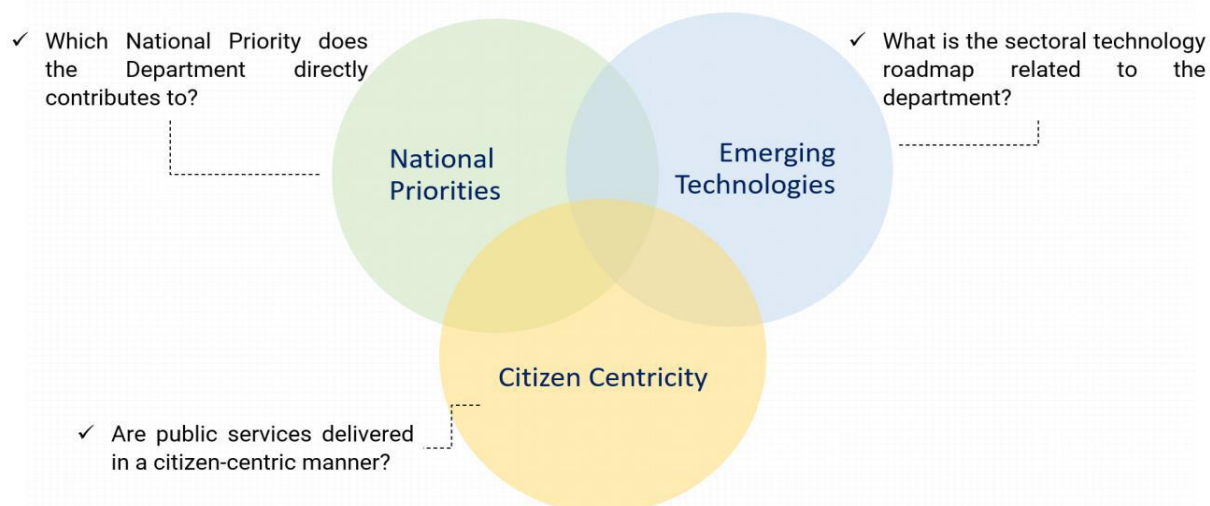 ✓ Which National Priority does
the Department directly
contributes to?
✓ What is the sectoral technology
roadmap related to the
department?
National
Priorities
Emerging
Technologies
Citizen Centricity
✓ Are public services delivered
in a citizen-centric manner?